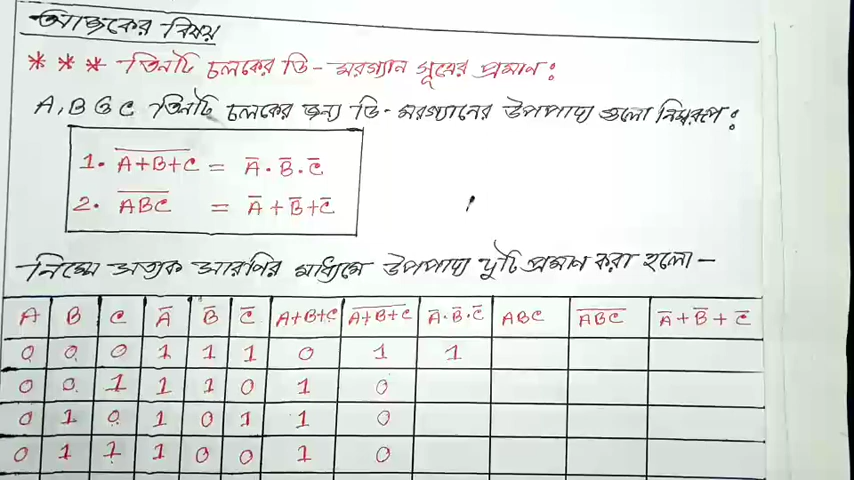 আজকের বিষয়
*** তিনটি চলকের ডি-মরগ্যান সূত্রের প্রমাণ:
A, B ও C তিনটি চলকের জন্য ডি-মরগ্যানের উপপাদ্য গুলো নিম্নরূপ:
1. A̅+̅B̅+̅C̅ = A̅.B̅.C̅
2. A̅B̅C̅ = A̅+B̅+C̅
নিম্নে সত্যক সারণির মাধ্যমে উপপাদ্য দুটি প্রমাণ করা হলো-
A B C A̅ B̅ C̅ A+B+C A̅+̅B̅+̅C̅ A̅.B̅.C̅ ABC A̅B̅C̅ A̅+B̅+C̅
0 0 0 1 1 1 0 1 1
0 0 1 1 1 0 1 0
0 1 0 1 0 1 1 0
0 1 1 1 0 0 1 0